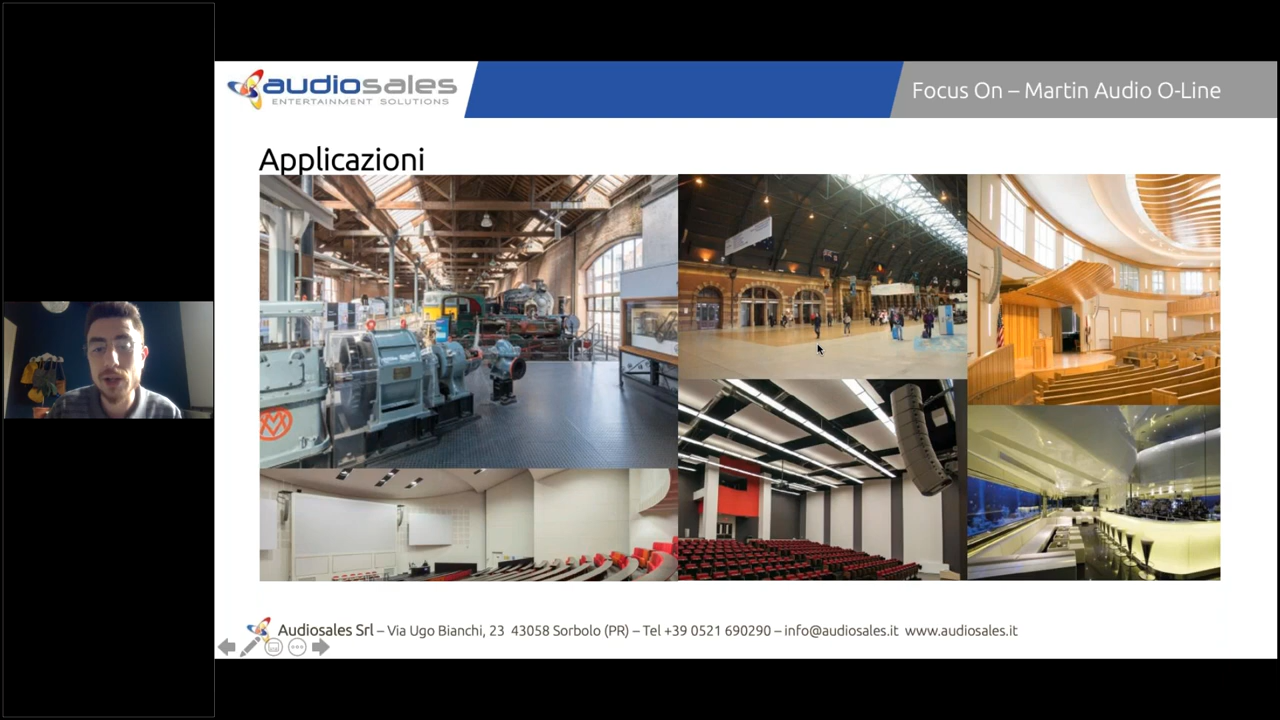 audiosales
ENTERTAINMENT SOLUTIONS
Focus On – Martin Audio O-Line
Applicazioni
Audiosales Srl – Via Ugo Bianchi, 23 43058 Sorbolo (PR) – Tel +39 0521 690290 – info@audiosales.it www.audiosales.it